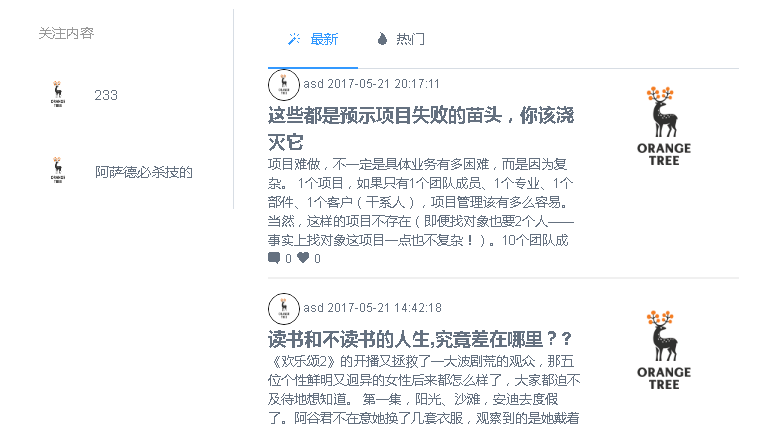 关注内容
ORANGE
TREE
233
ORANGE
TREE
阿萨德必杀技的
最新 热门
asd 2017-05-21 20:17:11
这些都是预示项目失败的苗头，你该浇
灭它
项目难做，不一定是具体业务有多困难，而是因为复
杂。 1个项目，如果只有1个团队成员、1个专业、1个
部件、1个客户（干系人），项目管理该有多么容易。
当然，这样的项目不存在（即便找对象也要2个人——
事实上找对象这项目一点也不复杂！）。10个团队成
0 0
ORANGE
TREE
asd 2017-05-21 14:42:18
读书和不读书的人生,究竟差在哪里？?
《欢乐颂2》的开播又拯救了一大波剧荒的观众，那五
位个性鲜明又迥异的女性后来都怎么样了，大家都迫不
及待地想知道。 第一集，阳光、沙滩，安迪去度假
了。阿谷君不在意她换了几套衣服，观察到的是她戴着
ORANGE
TREE